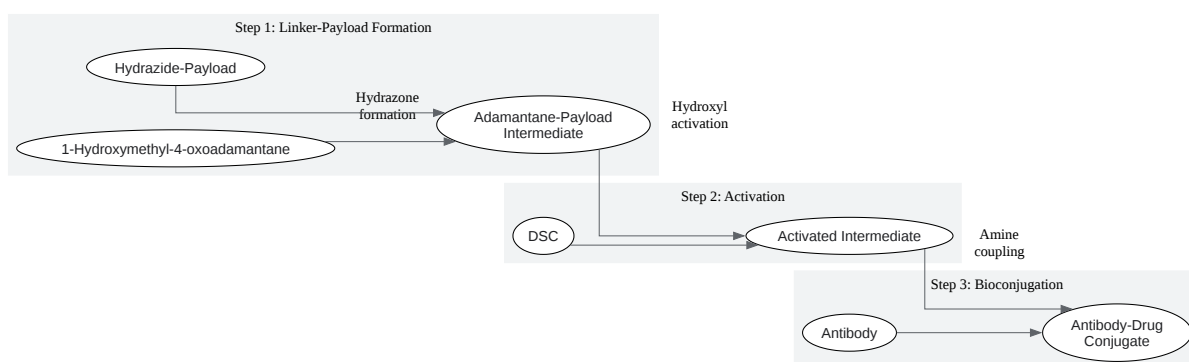 Step 1: Linker-Payload Formation
Hydrazide-Payload
Hydrazone
formation
1-Hydroxymethyl-4-oxoadamantane
Adamantane-Payload
Intermediate
Hydroxyl
activation
Step 2: Activation
DSC
Activated Intermediate
Amine
coupling
Step 3: Bioconjugation
Antibody
Antibody-Drug
Conjugate